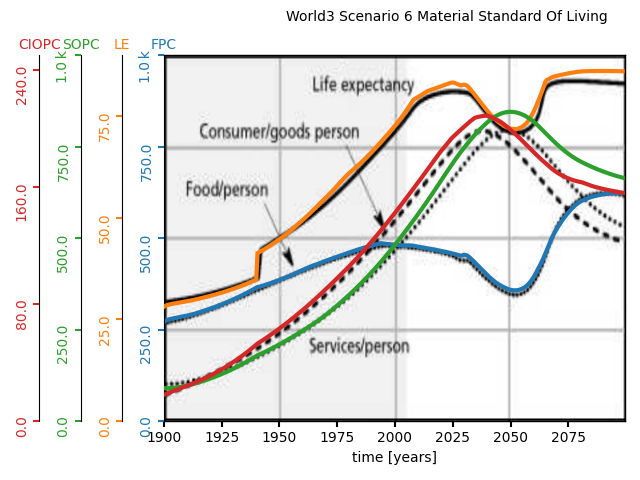 World3 Scenario 6 Material Standard Of Living
CIOPC SOPC LE FPC
240.0
160.0
80.0
0.0
1.0 k
750.0
500.0
250.0
0.0
75.0
50.0
25.0
0.0
1.0 k
750.0
500.0
250.0
0.0
Life expectancy
Consumer/goods person
Food/person
Services/person
1900 1925 1950 1975 2000 2025 2050 2075
time [years]